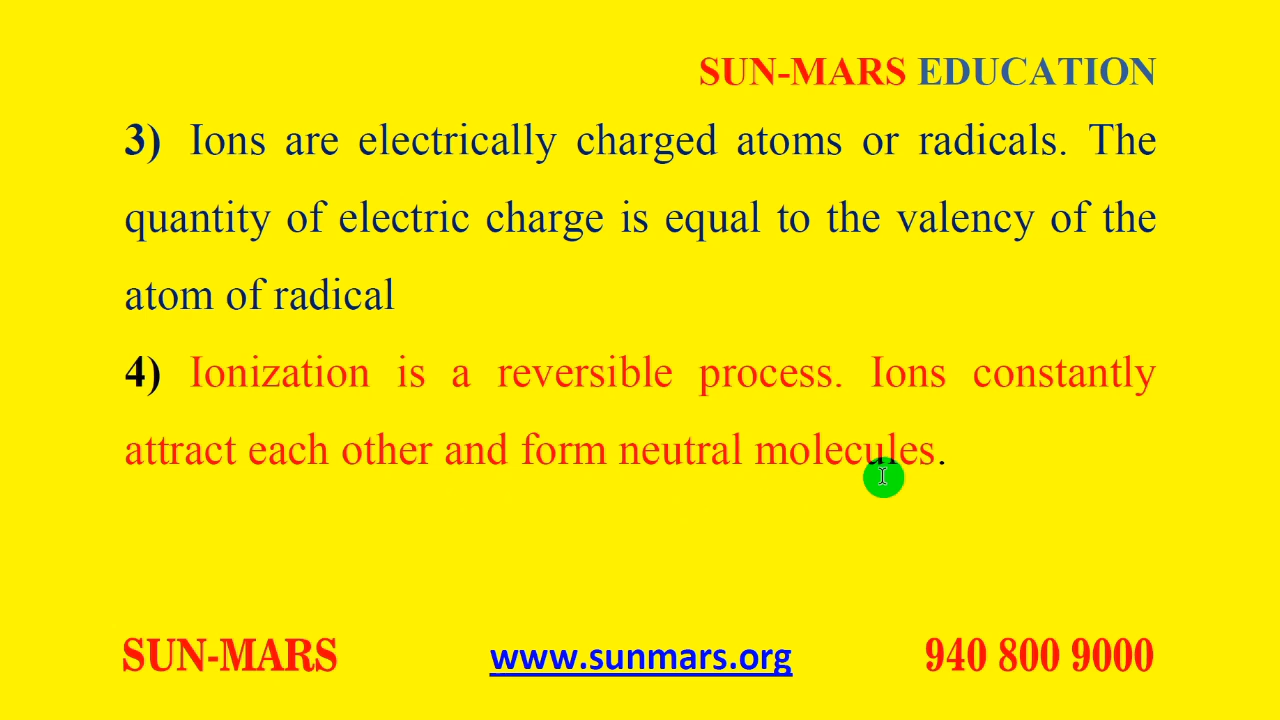 SUN-MARS EDUCATION
3) Ions are electrically charged atoms or radicals. The
quantity of electric charge is equal to the valency of the
atom of radical
4) Ionization is a reversible process. Ions constantly
attract each other and form neutral molecules.
SUN-MARS www.sunmars.org 940 800 9000